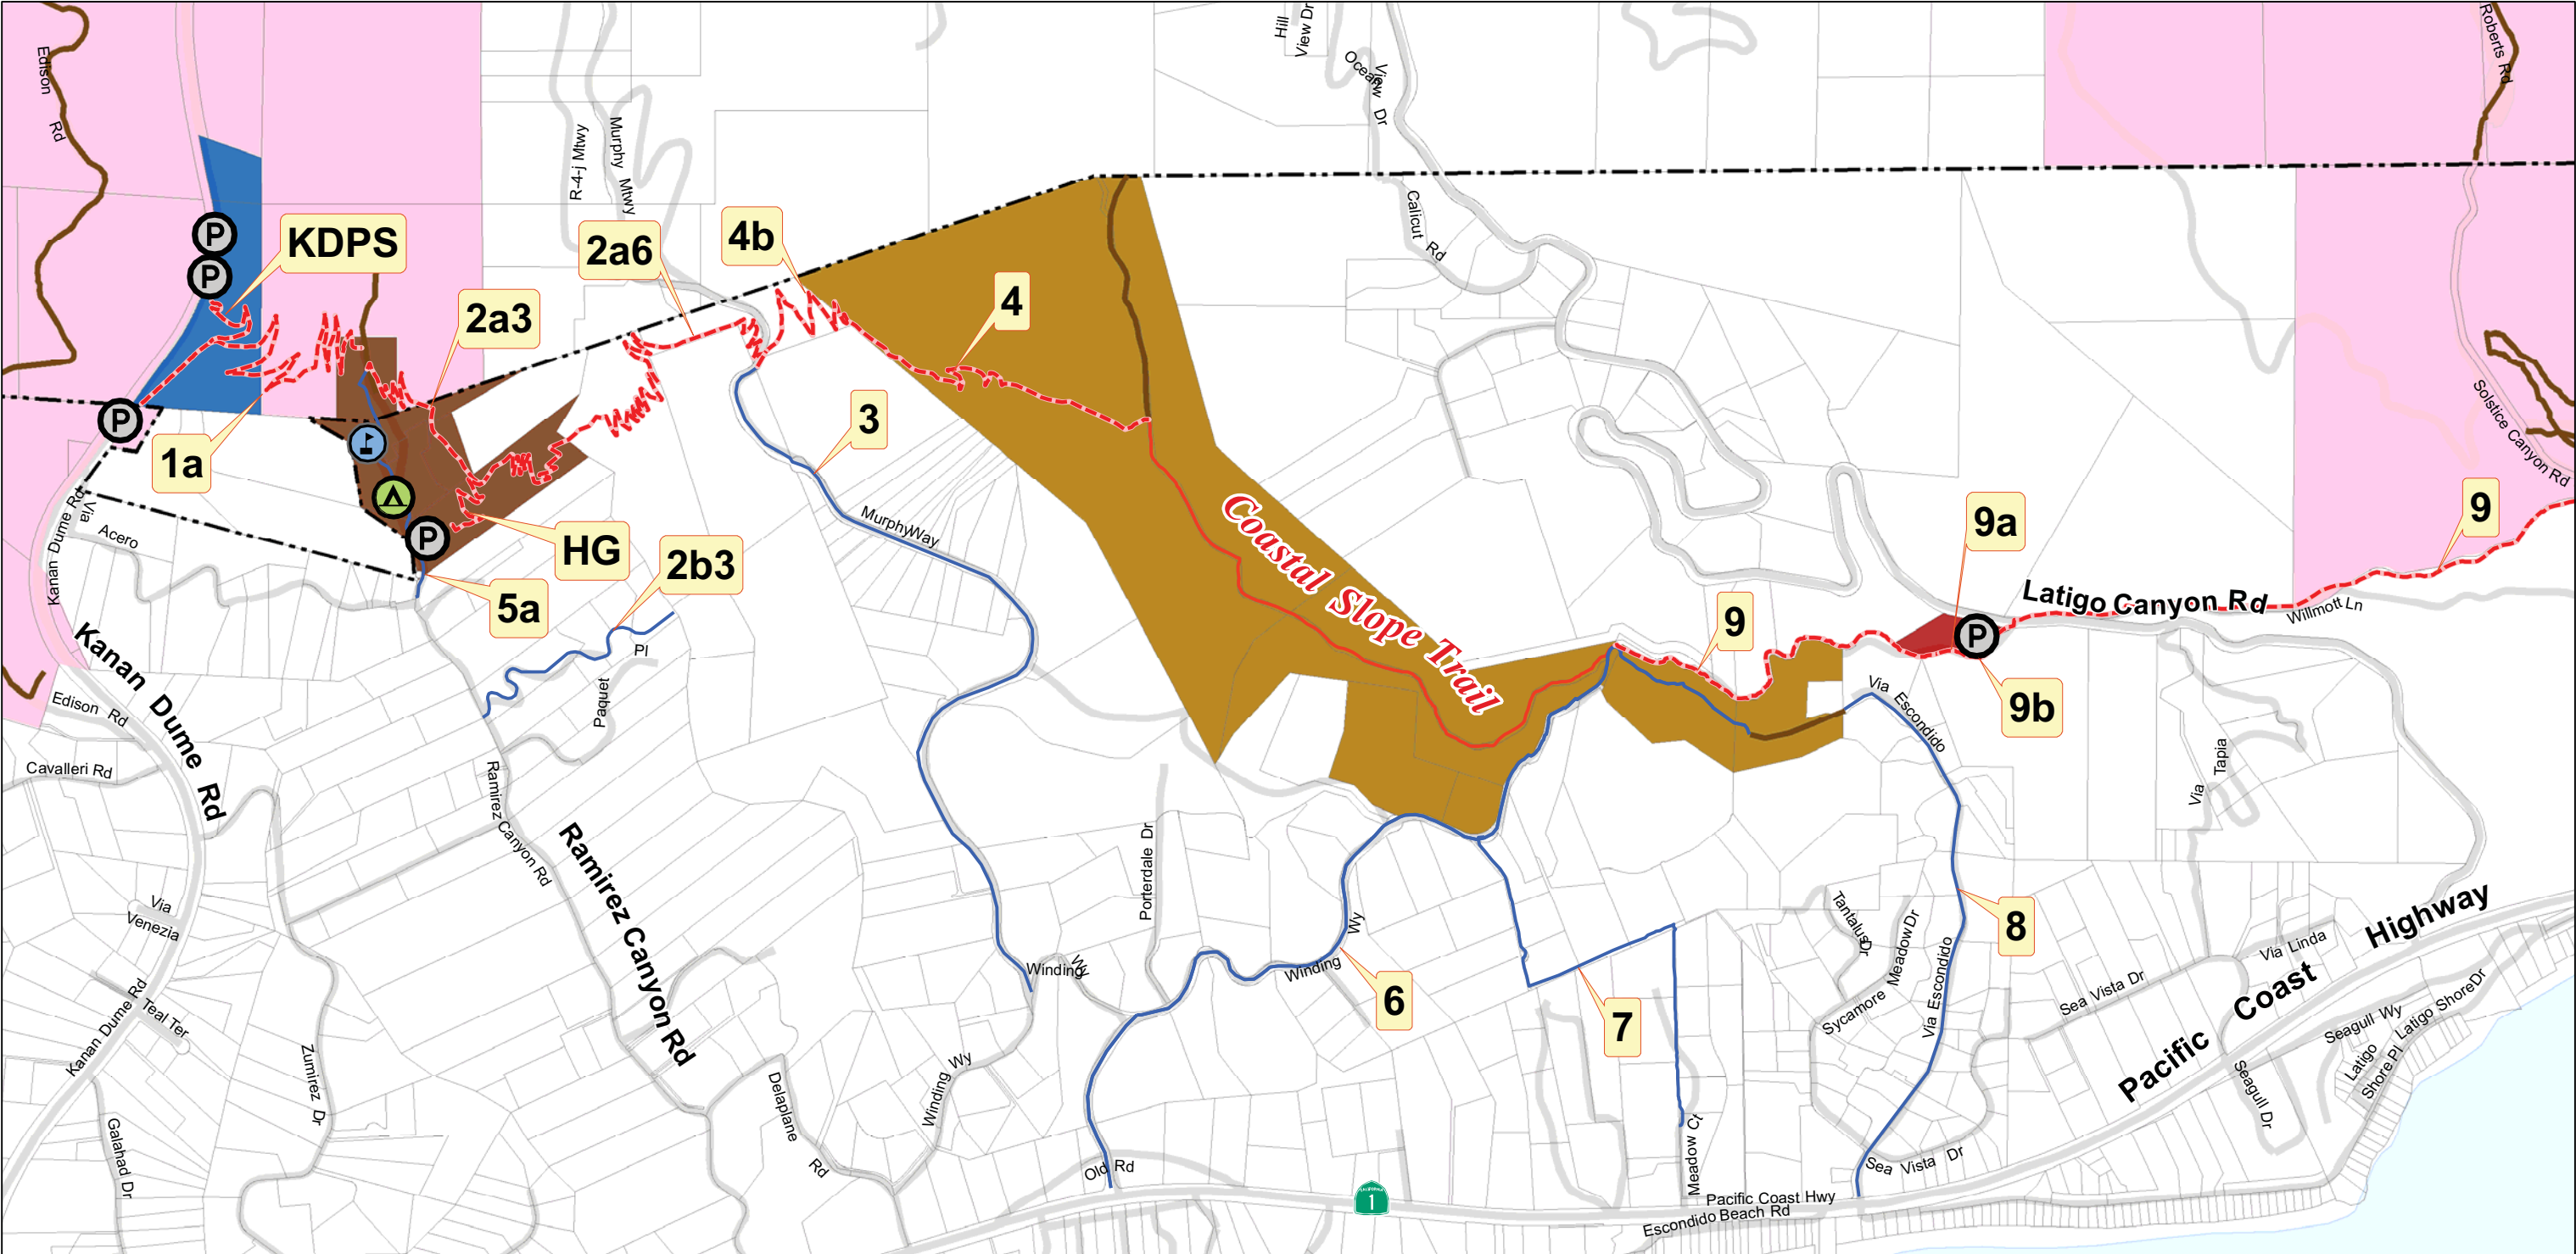 Edison
Rd
Hill
View Dr
Ocean
View
Dr
Roberts Rd
R-4-j Mtwy
Murphy
Mtwy
KDPS
2a6
4b
Calicut
Rd
2a3
4
P
P
P
1a
3
Solstice Canyon Rd
Kanan Dume Rd
Via
Acero
P
HG
2b3
5a
MurphyWay
Coastal Slope Trail
9a
9
9
Latigo Canyon Rd
Willmott Ln
P
9b
Kanan Dume Rd
Edison Rd
Pl
Paquet
Via
Escondido
Cavalleri Rd
Ramirez
Canyon Rd
Ramirez Canyon Rd
Via
Tapia
Via
Venezia
Porterdale Dr
Winding
Wy
Winding
Wy
6
7
8
Tantalus
Dr
Meadow Dr
Sycamore
Via Escondido
Via Linda
Sea Vista Dr
Pacific Coast Highway
Seagull Wy
Latigo ShoreDr
Latigo
Shore Pl
Seagull Dr
Kanan Dume Rd
Teal Ter
Zumirez
Dr
Galahad Dr
Delaplane
Rd
Winding
Wy
Old Rd
Meadow Ct
Sea Vista Dr
CALIFORNIA
1
Pacific Coast Hwy
Escondido Beach Rd